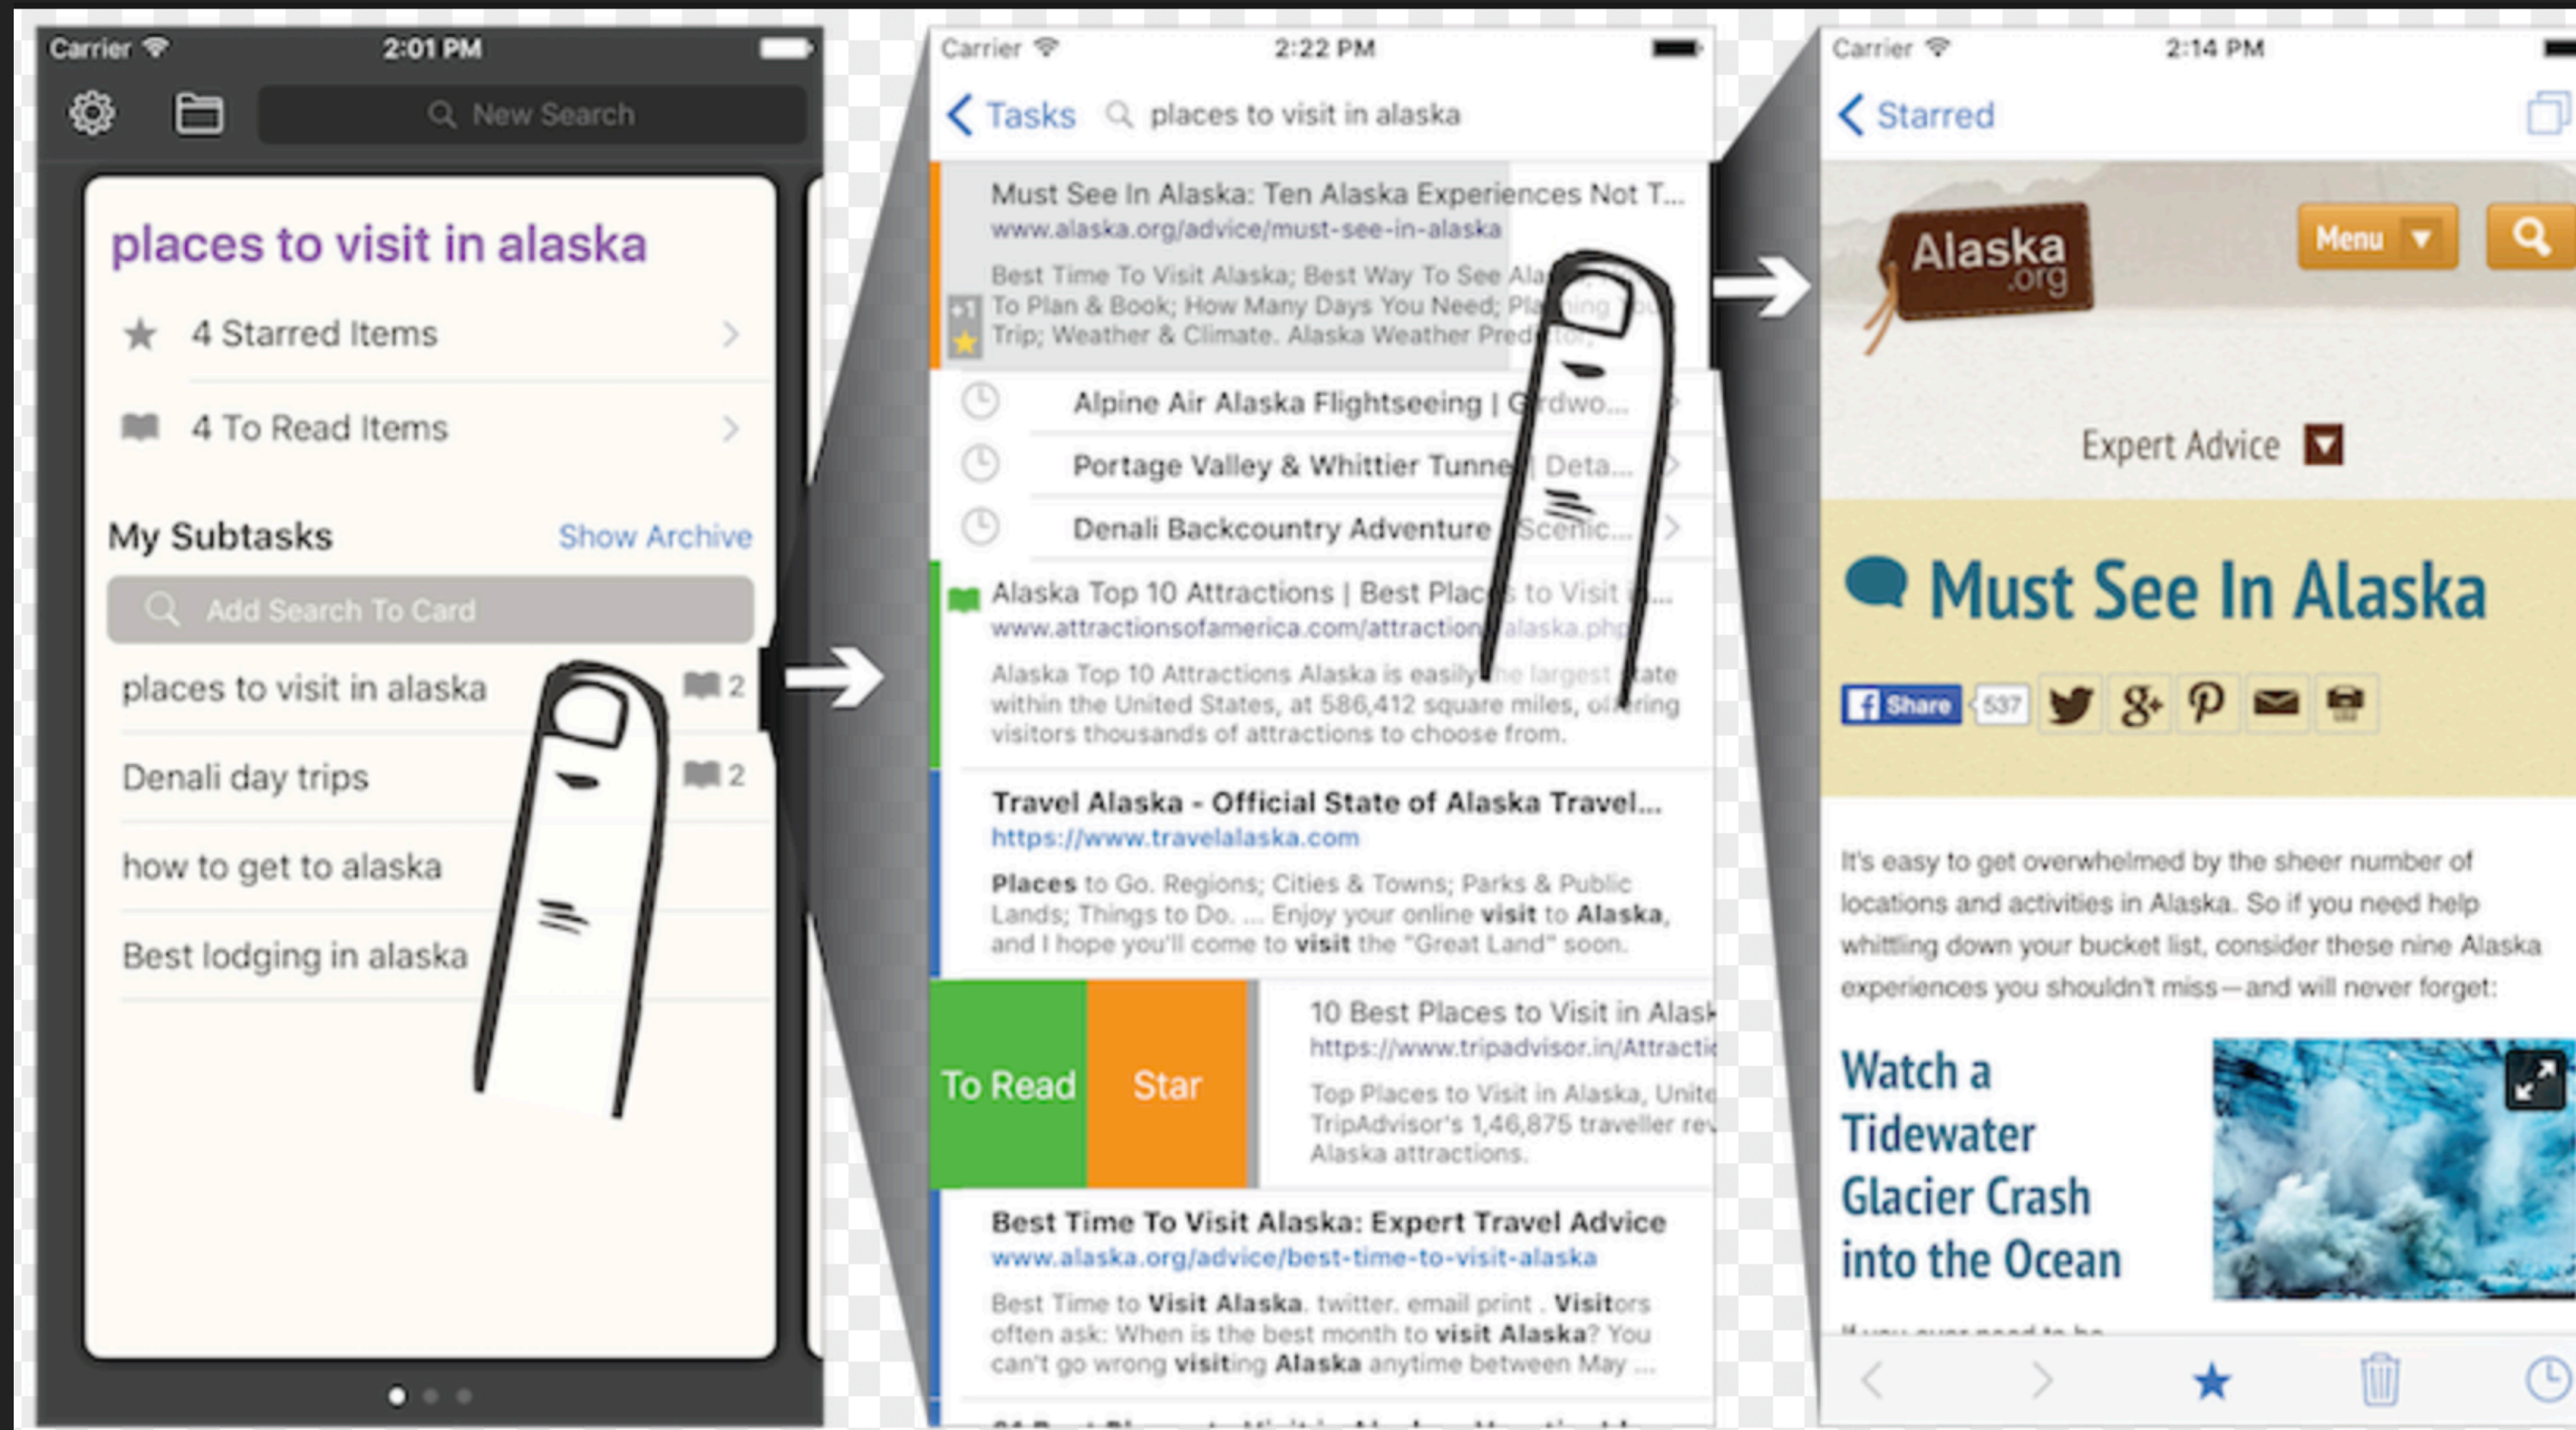 Carrier
2:01 PM
New Search
places to visit in alaska
4 Starred Items
4 To Read Items
My Subtasks
Show Archive
Add Search To Card
places to visit in alaska
2
Denali day trips
2
how to get to alaska
Best lodging in alaska
Carrier
2:22 PM
Tasks
places to visit in alaska
Must See In Alaska: Ten Alaska Experiences Not T...
www.alaska.org/advice/must-see-in-alaska
Best Time To Visit Alaska; Best Way To See
To Plan & Book; How Many Days You Need; Planning
+1
Trip; Weather & Climate. Alaska Weather
Alpine Air Alaska Flightseeing |
Portage Valley & Whittier Tunnel | Deta...
Denali Backcountry Adventure Scenic...
Alaska Top 10 Attractions | Best Places to Visit
www.attractionsofamerica.com/attractions/alaska.php
Alaska Top 10 Attractions Alaska is easily the largest state
within the United States, at 586,412 square miles, offering
visitors thousands of attractions to choose from.
Travel Alaska - Official State of Alaska Travel...
https://www.travelalaska.com
Places to Go. Regions; Cities & Towns; Parks & Public
Lands; Things to Do. ... Enjoy your online visit to Alaska,
and I hope you'll come to visit the "Great Land" soon.
To Read
Star
10 Best Places to Visit in Alask
https://www.tripadvisor.in/Attractic
Top Places to Visit in Alaska, Unite
TripAdvisor's 1,46,875 traveller rev
Alaska attractions.
Best Time To Visit Alaska: Expert Travel Advice
www.alaska.org/advice/best-time-to-visit-alaska
Best Time to Visit Alaska. twitter. email print . Visitors
often ask: When is the best month to visit Alaska? You
can't go wrong visiting Alaska anytime between May ...
Carrier
2:14 PM
Starred
Alaska
.org
Menu
Expert Advice
Must See In Alaska
f Share
537
g+
It's easy to get overwhelmed by the sheer number of
locations and activities in Alaska. So if you need help
whittling down your bucket list, consider these nine Alaska
experiences you shouldn't miss—and will never forget:
Watch a
Tidewater
Glacier Crash
into the Ocean